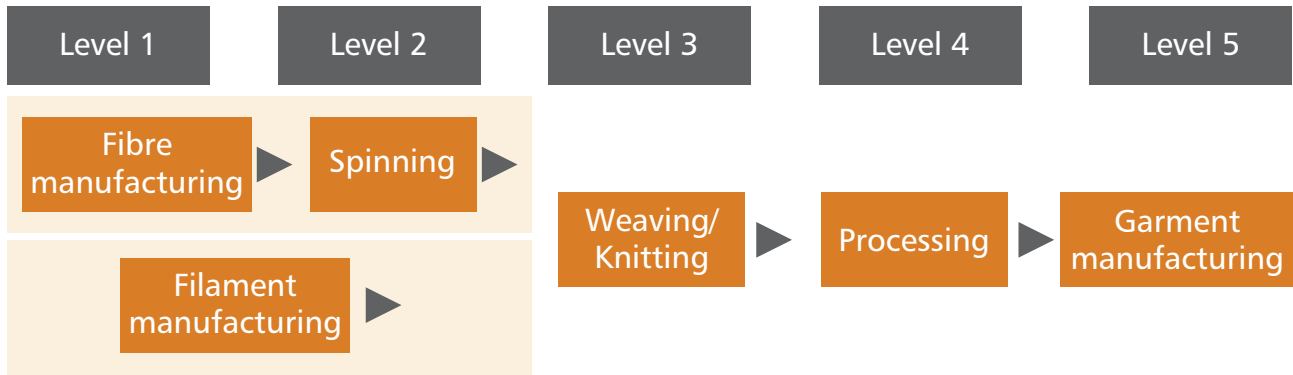 Level 1
Level 2
Level 3
Level 4
Level 5
Fibre
manufacturing
Spinning
Filament
manufacturing
Weaving/
Knitting
Processing
Garment
manufacturing